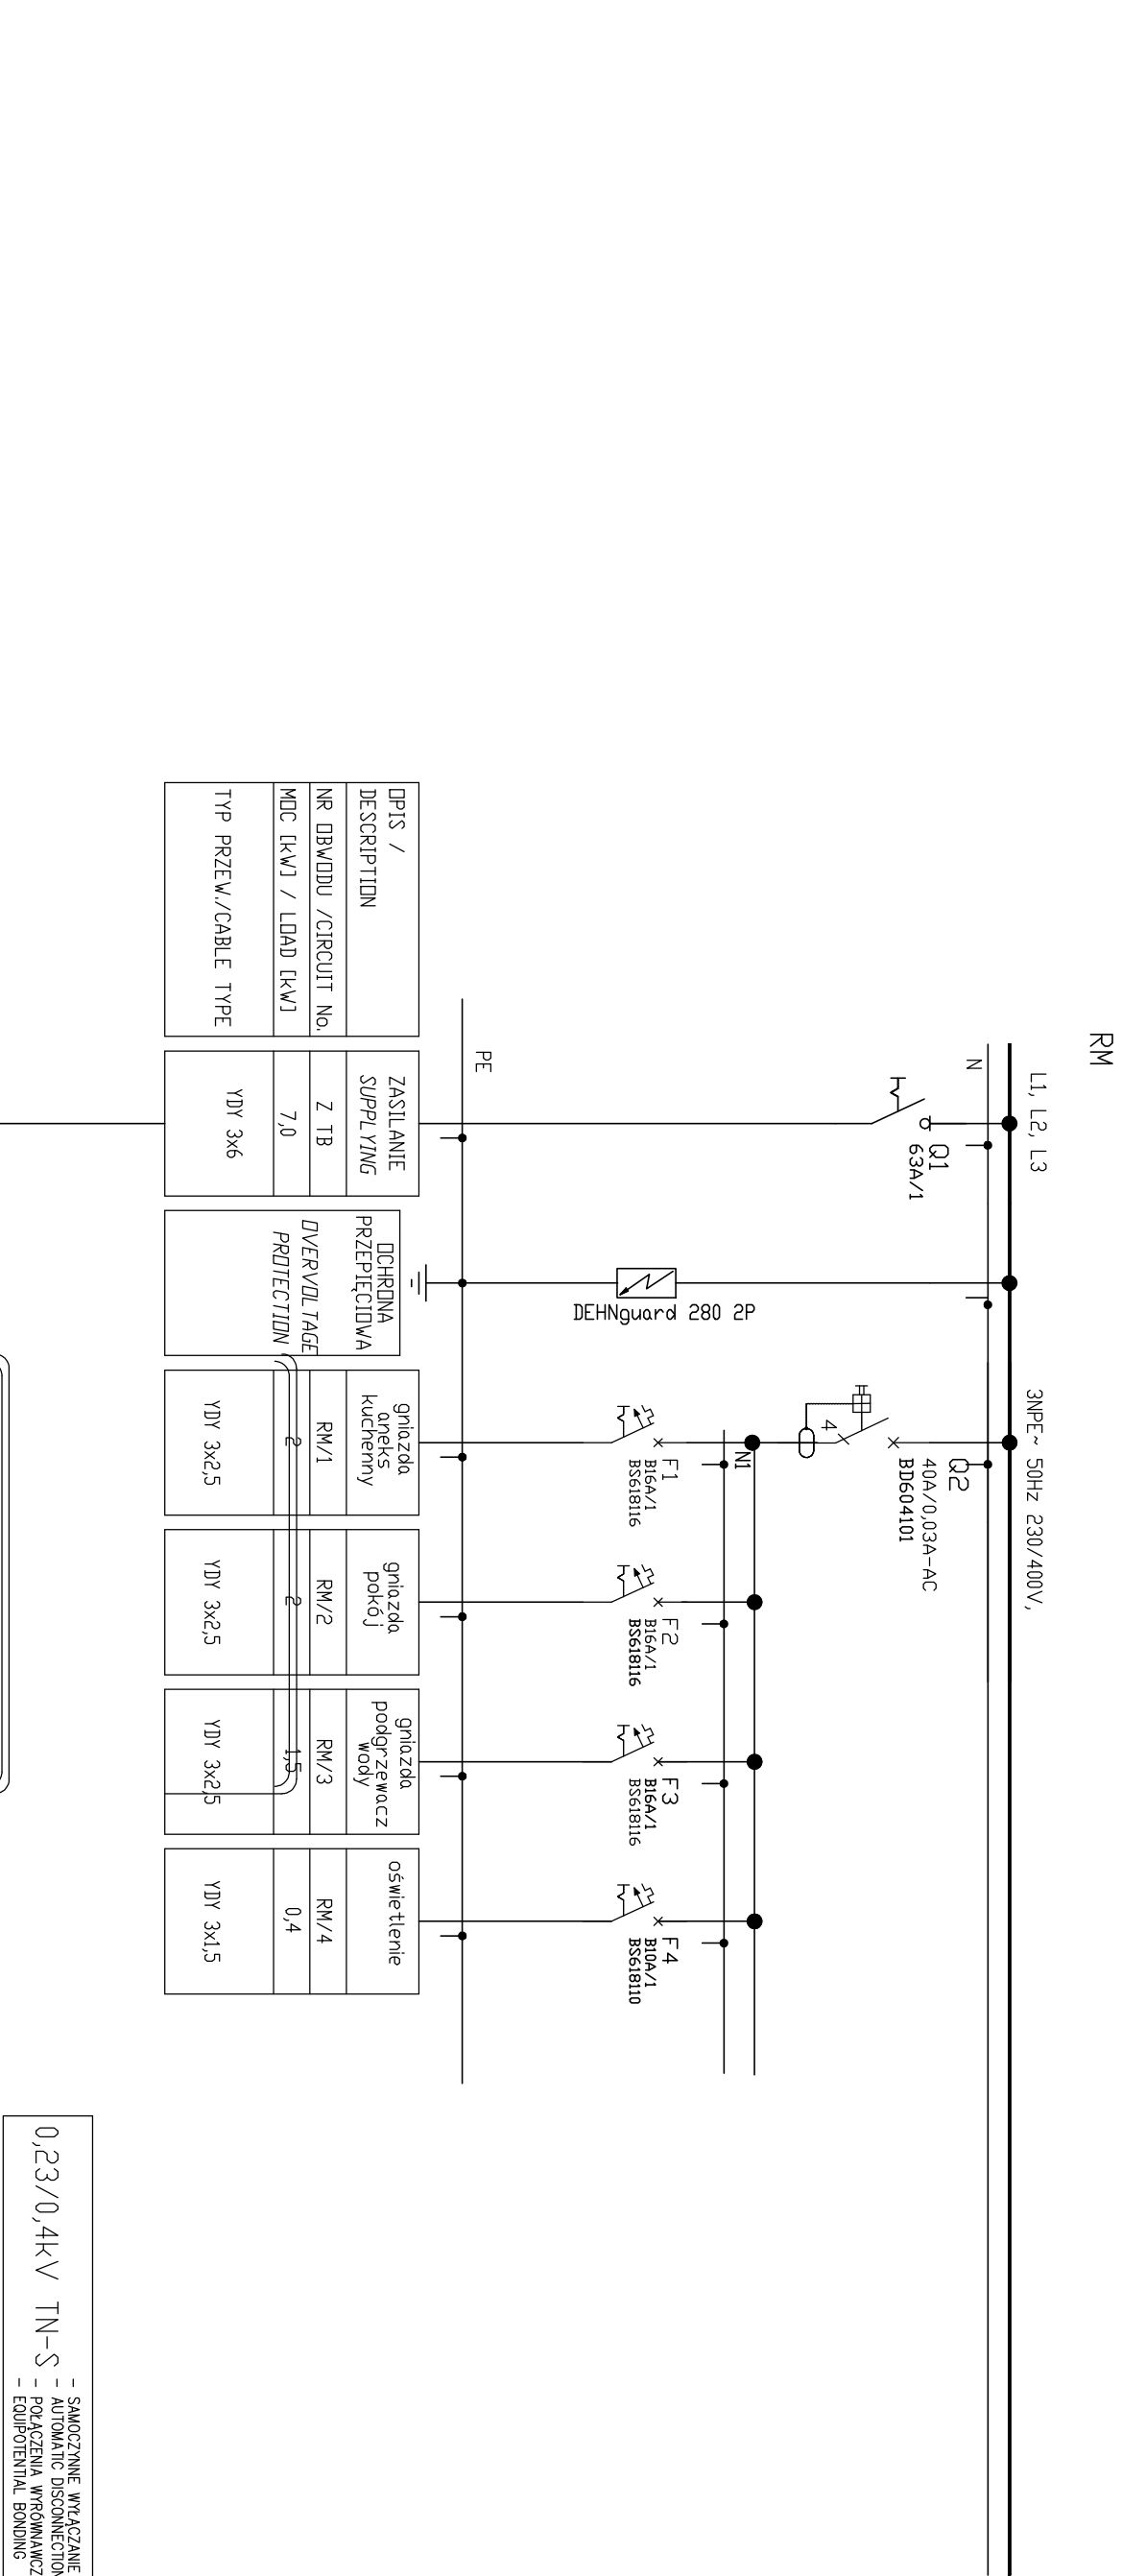 RM
L1, L2, L3
3NPE~ 50Hz 230/400V,
N
Q1
63A/1
Q2
40A/0,03A-AC
BD604101
4
DEHNguard 280 2P
N1
F1
B16A/1
BS618116
F2
B16A/1
BS618116
F3
B16A/1
BS618116
F4
B10A/1
BS618110
PE
OPIS /
DESCRIPTION
NR OBWODU /CIRCUIT No.
MOC [kW] / LOAD [kW]
TYP PRZEW./CABLE TYPE
ZASILANIE
SUPPLYING
Z TB
7,0
YDY 3x6
OCHRONA
PRZEPIĘCIOWA
OVERVOLTAGE
PROTECTION
gniazda
aneks
kuchenny
RM/1
2
YDY 3x2,5
gniazda
pokój
RM/2
2
YDY 3x2,5
gniazda
podgrzewacz
wody
RM/3
1,5
YDY 3x2,5
oświetlenie
RM/4
0,4
YDY 3x1,5
0,23/0,4kV TN-S
- SAMOCZYNNE WYŁĄCZANIE
- AUTOMATIC DISCONNECTION
- POŁĄCZENIA WYRÓWNAWCZ
- EQUIPOTENTIAL BONDING